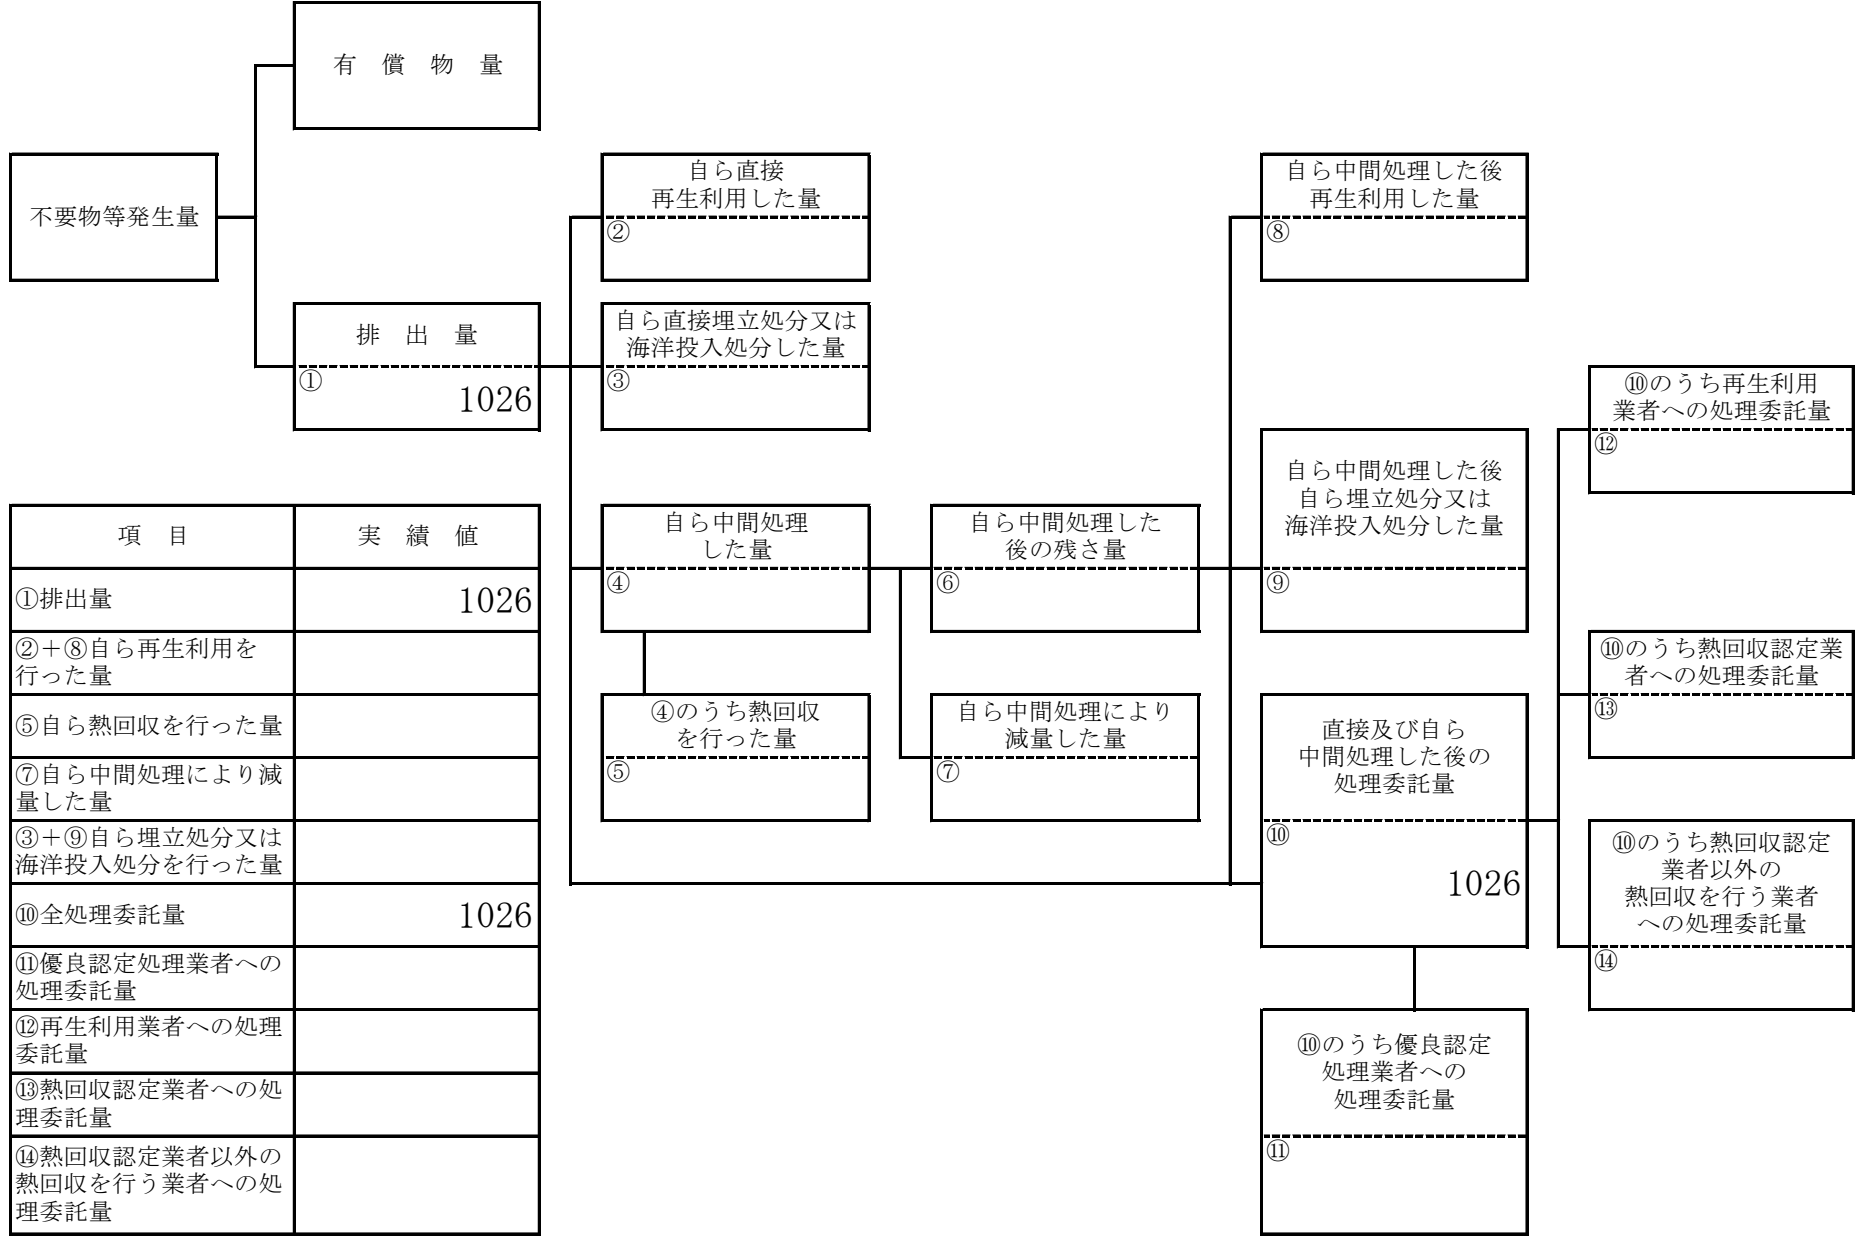 有償物量
不要物等発生量
排出量
①
1026
自ら直接
再生利用した量
②
自ら直接埋立処分又は
海洋投入処分した量
③
自ら中間処理
した量
④
④のうち熱回収
を行った量
⑤
自ら中間処理した
後の残さ量
⑥
自ら中間処理により
減量した量
⑦
自ら中間処理した後
再生利用した量
⑧
自ら中間処理した後
自ら埋立処分又は
海洋投入処分した量
⑨
直接及び自ら
中間処理した後の
処理委託量
⑩
1026
⑩のうち優良認定
処理業者への
処理委託量
⑪
⑩のうち再生利用
業者への処理委託量
⑫
⑩のうち熱回収認定業
者への処理委託量
⑬
⑩のうち熱回収認定
業者以外の
熱回収を行う業者
への処理委託量
⑭
項目 実績値
①排出量 1026
②＋⑧自ら再生利用を
行った量
⑤自ら熱回収を行った量
⑦自ら中間処理により減
量した量
③＋⑨自ら埋立処分又は
海洋投入処分を行った量
⑩全処理委託量 1026
⑪優良認定処理業者への
処理委託量
⑫再生利用業者への処理
委託量
⑬熱回収認定業者への処
理委託量
⑭熱回収認定業者以外の
熱回収を行う業者への処
理委託量